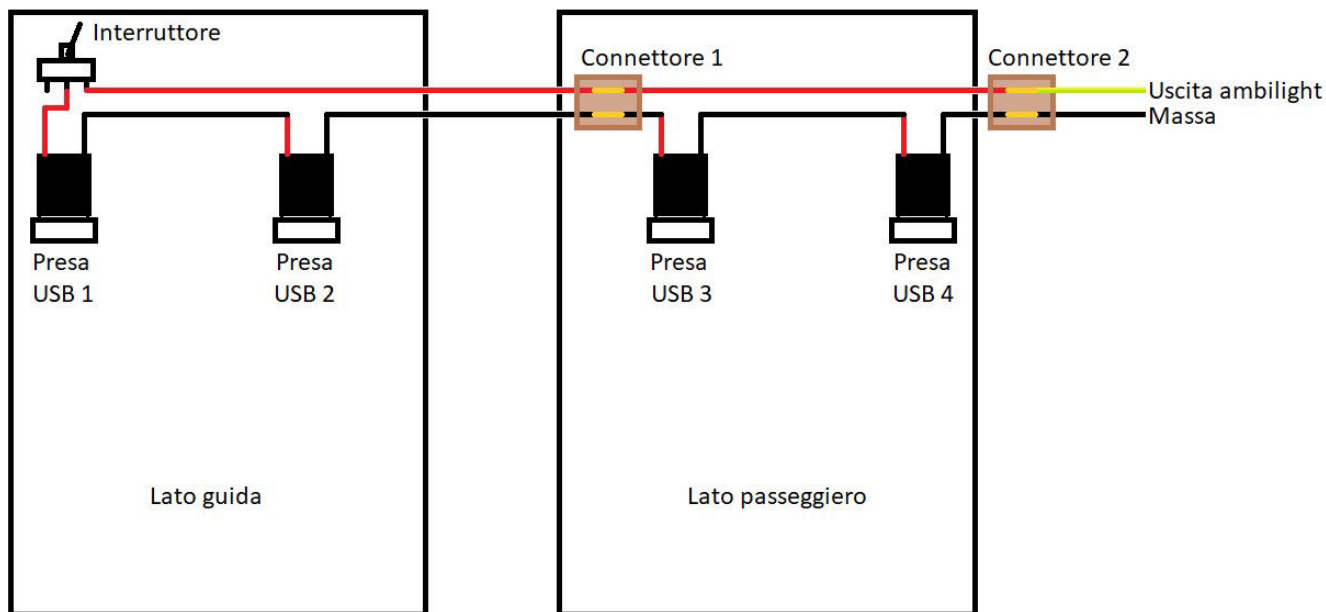 Interruttore
Connettore 1
Connettore 2
Uscita ambilight
Massa
Presa
USB 1
Presa
USB 2
Presa
USB 3
Presa
USB 4
Lato guida
Lato passeggiero